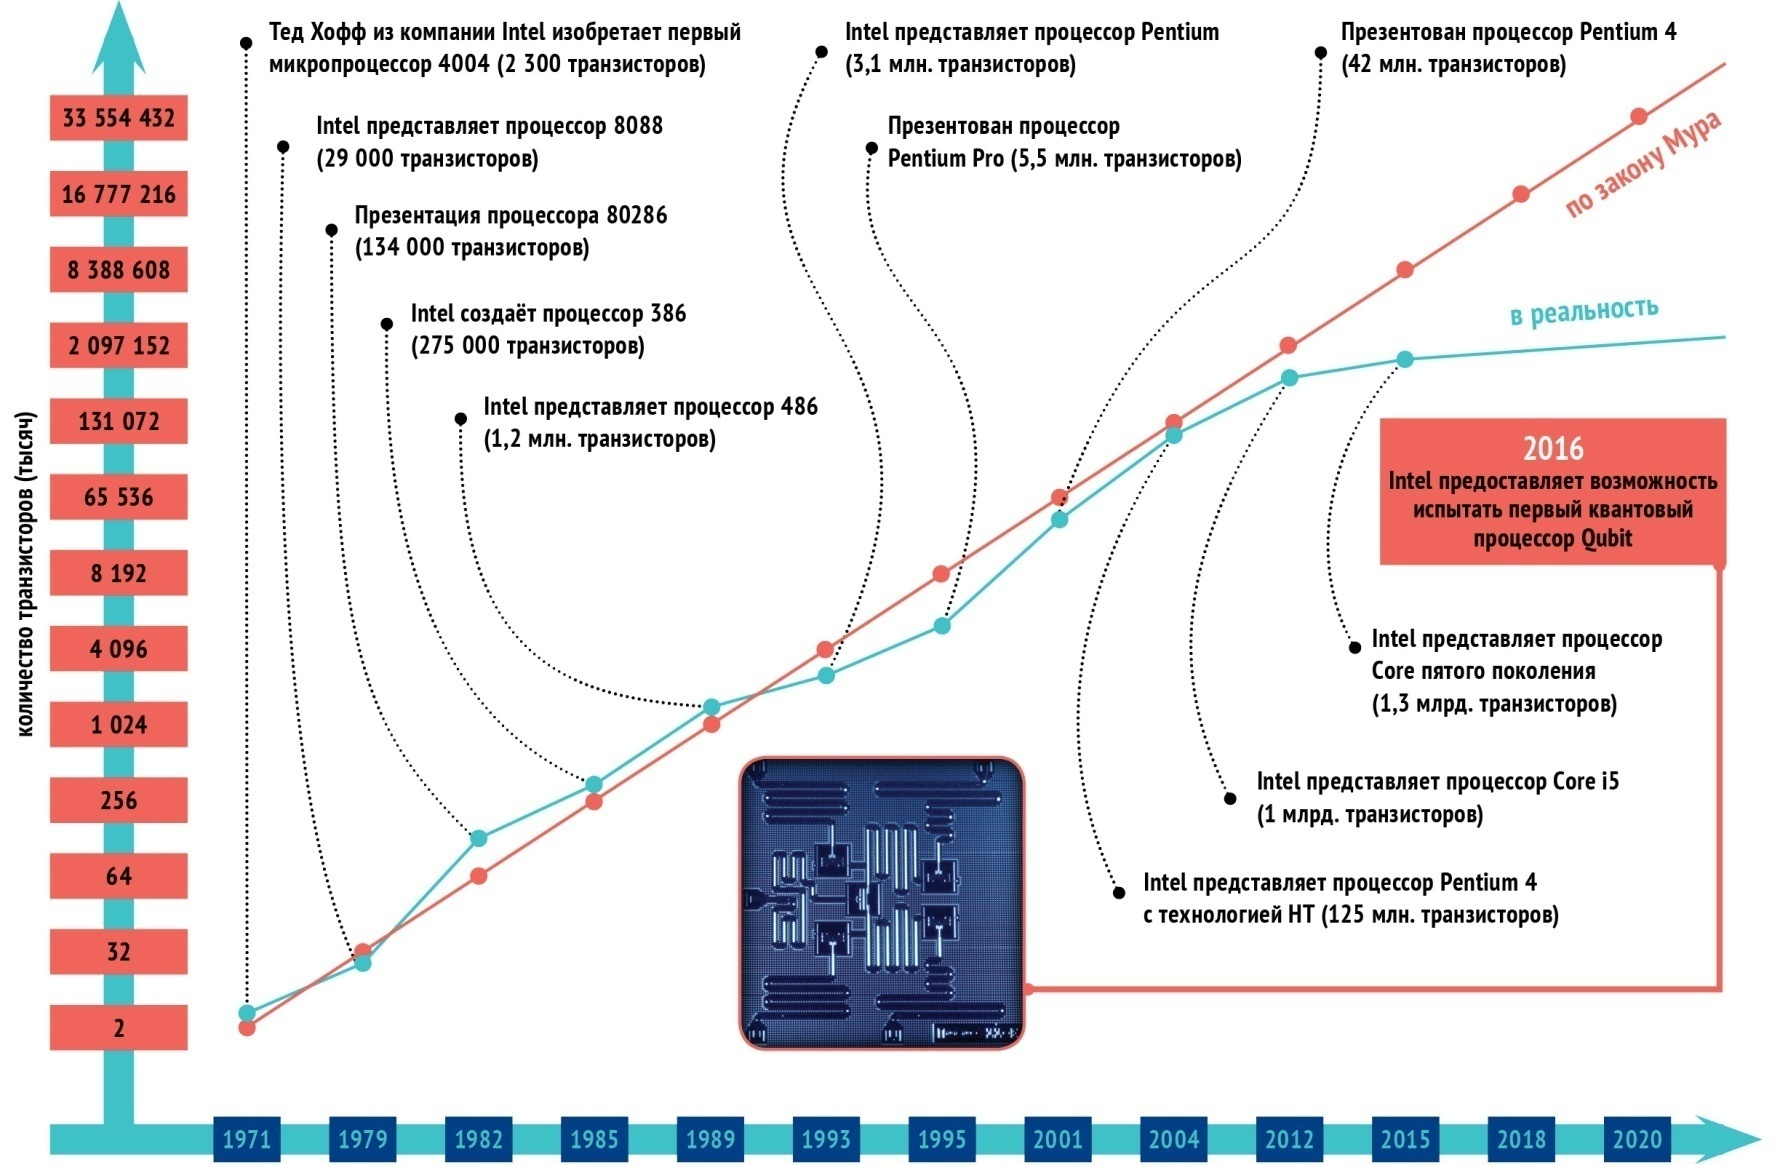 Тед Хофф из компании Intel изобретает первый
микропроцессор 4004 (2 300 транзисторов)
Intel представляет процессор 8088
(29 000 транзисторов)
Презентация процессора 80286
(134 000 транзисторов)
Intel создаёт процессор 386
(275 000 транзисторов)
Intel представляет процессор 486
(1,2 млн. транзисторов)
Intel представляет процессор Pentium
(3,1 млн. транзисторов)
Презентован процессор
Pentium Pro (5,5 млн. транзисторов)
Презентован процессор Pentium 4
(42 млн. транзисторов)
по закону Мура
в реальность
2016
Intel предоставляет возможность
испытать первый квантовый
процессор Qubit
Intel представляет процессор
Core пятого поколения
(1,3 млрд. транзисторов)
Intel представляет процессор Core i5
(1 млрд. транзисторов)
Intel представляет процессор Pentium 4
с технологией HT (125 млн. транзисторов)
количество транзисторов (тысяч)
33 554 432
16 777 216
8 388 608
2 097 152
131 072
65 536
8 192
4 096
1 024
256
64
32
2
1971 1979 1982 1985 1989 1993 1995 2001 2004 2012 2015 2018 2020